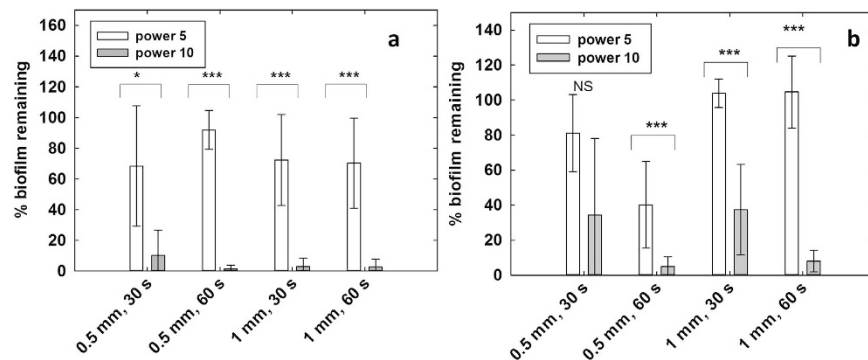 a
power 5
power 10
* *** *** ***
% biofilm remaining
160
140
120
100
80
60
40
20
0
0.5 mm, 30 s
0.5 mm, 60 s
1 mm, 30 s
1 mm, 60 s
b
power 5
power 10
NS *** *** ***
% biofilm remaining
140
120
100
80
60
40
20
0
0.5 mm, 30 s
0.5 mm, 60 s
1 mm, 30 s
1 mm, 60 s